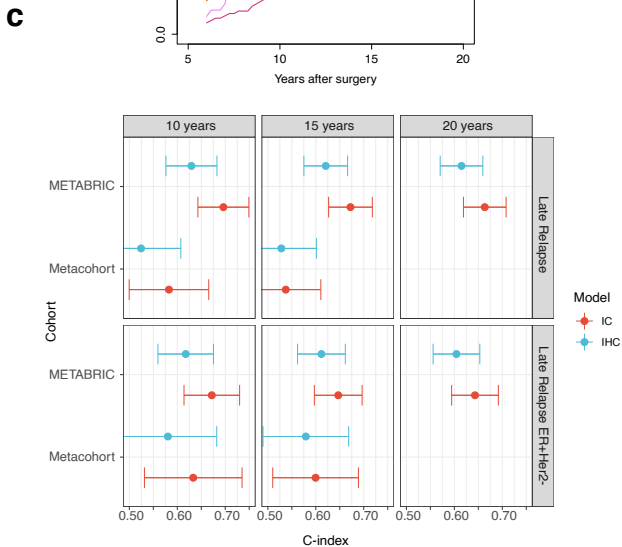 c
0.0
5 10 15 20
Years after surgery
10 years 15 years 20 years
METABRIC
Metacohort
Late Relapse
METABRIC
Metacohort
Late Relapse ER+Her2-
Cohort
0.50 0.60 0.70 0.50 0.60 0.70 0.50 0.60 0.70
C-index
Model
IC
IHC